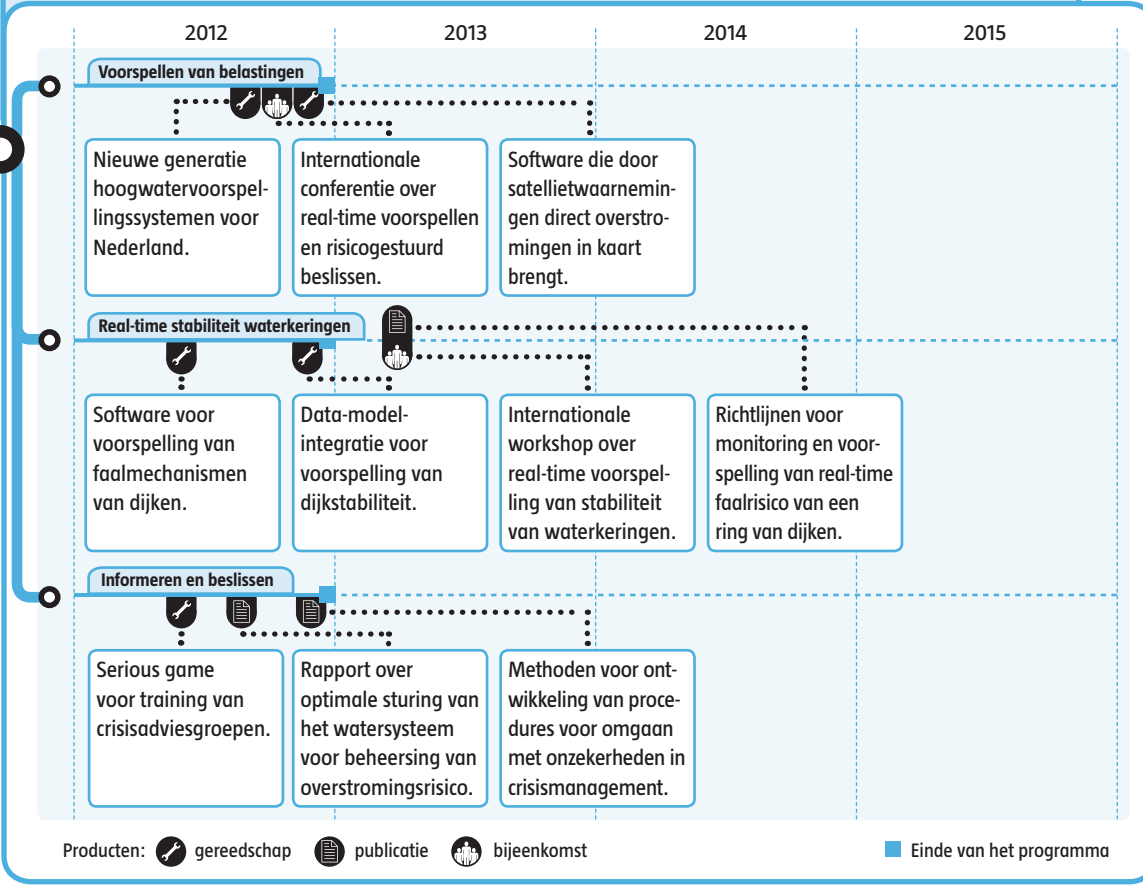 2012 2013 2014 2015
Voorspellen van belastingen
Nieuwe generatie
hoogwatervoorspel-
lingssystemen voor
Nederland.
Internationale
conferentie over
real-time voorspellen
en risicogestuurd
beslissen.
Software die door
satellietwaarnemin-
gen direct overstro-
mingen in kaart
brengt.
Real-time stabiliteit waterkeringen
Software voor
voorspelling van
faalmechanismen
van dijken.
Data-model-
integratie voor
voorspelling van
dijkstabiliteit.
Internationale
workshop over
real-time voorspel-
ling van stabiliteit
van waterkeringen.
Richtlijnen voor
monitoring en voor-
spelling van real-time
faalrisico van een
ring van dijken.
Informeren en beslissen
Serious game
voor training van
crisisadviesgroepen.
Rapport over
optimale sturing van
het watersysteem
voor beheersing van
overstromingsrisico.
Methoden voor ont-
wikkeling van proce-
dures voor omgaan
met onzekerheden in
crisismanagement.
Producten: gereedschap publicatie bijeenkomst Einde van het programma